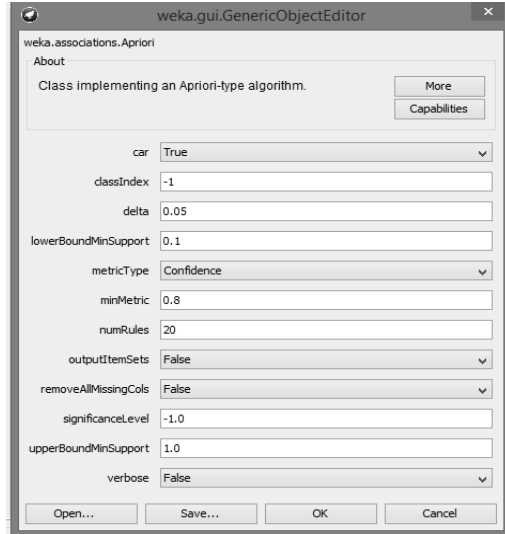 weka.gui.GenericObjectEditor ×
weka.associations.Apriori
About
Class implementing an Apriori-type algorithm.
More
Capabilities
car True
classIndex -1
delta 0.05
lowerBoundMinSupport 0.1
metricType Confidence
minMetric 0.8
numRules 20
outputItemSets False
removeAllMissingCols False
significanceLevel -1.0
upperBoundMinSupport 1.0
verbose False
Open... Save... OK Cancel